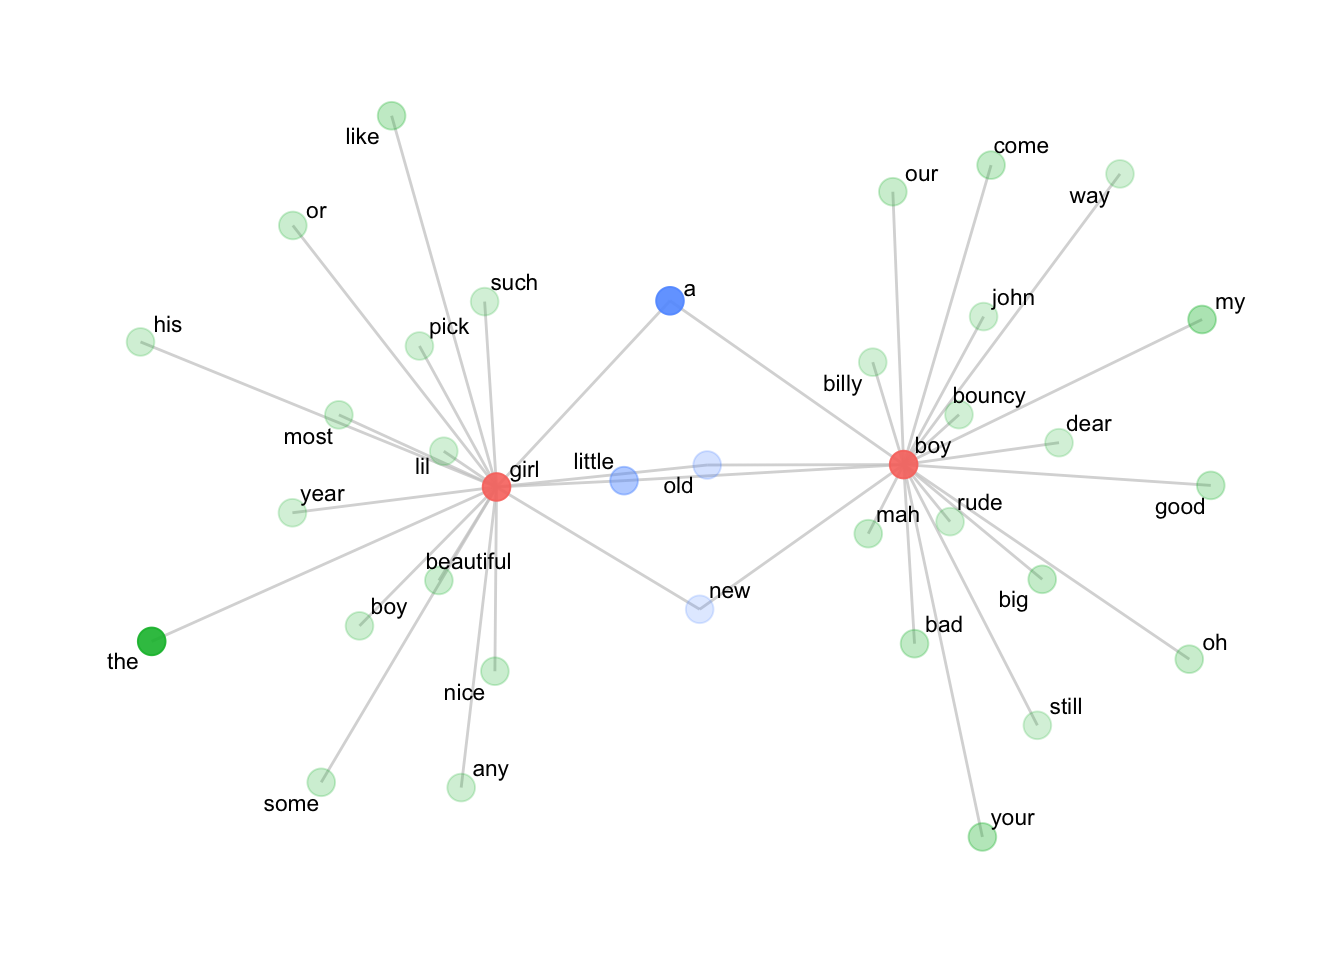 like
come
our
way
or
such
a
john
my
his
pick
billy
bouncy
dear
most
boy
lil
girl
little
old
year
good
rude
mah
beautiful
new
big
boy
bad
oh
the
nice
still
any
some
your